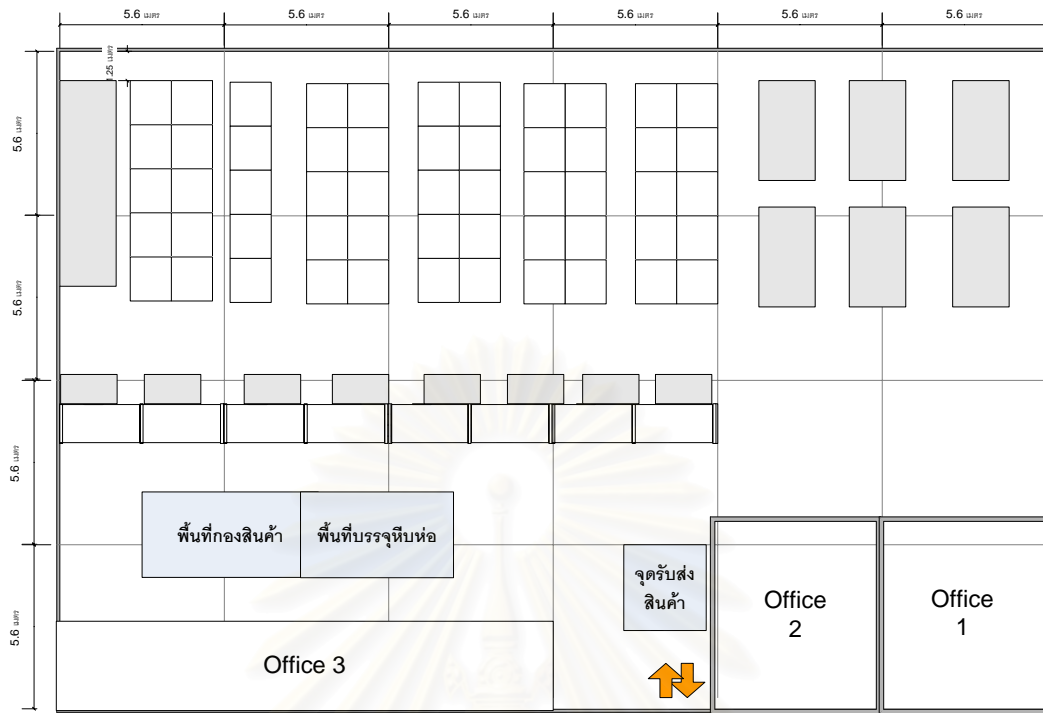 5.6 เมตร
5.6 เมตร
5.6 เมตร
5.6 เมตร
5.6 เมตร
5.6 เมตร
.25 เมตร
5.6 เมตร
5.6 เมตร
5.6 เมตร
5.6 เมตร
พื้นที่กองสินค้า
พื้นที่บรรจุหีบห่อ
จุดรับส่ง
สินค้า
Office
2
Office
1
Office 3